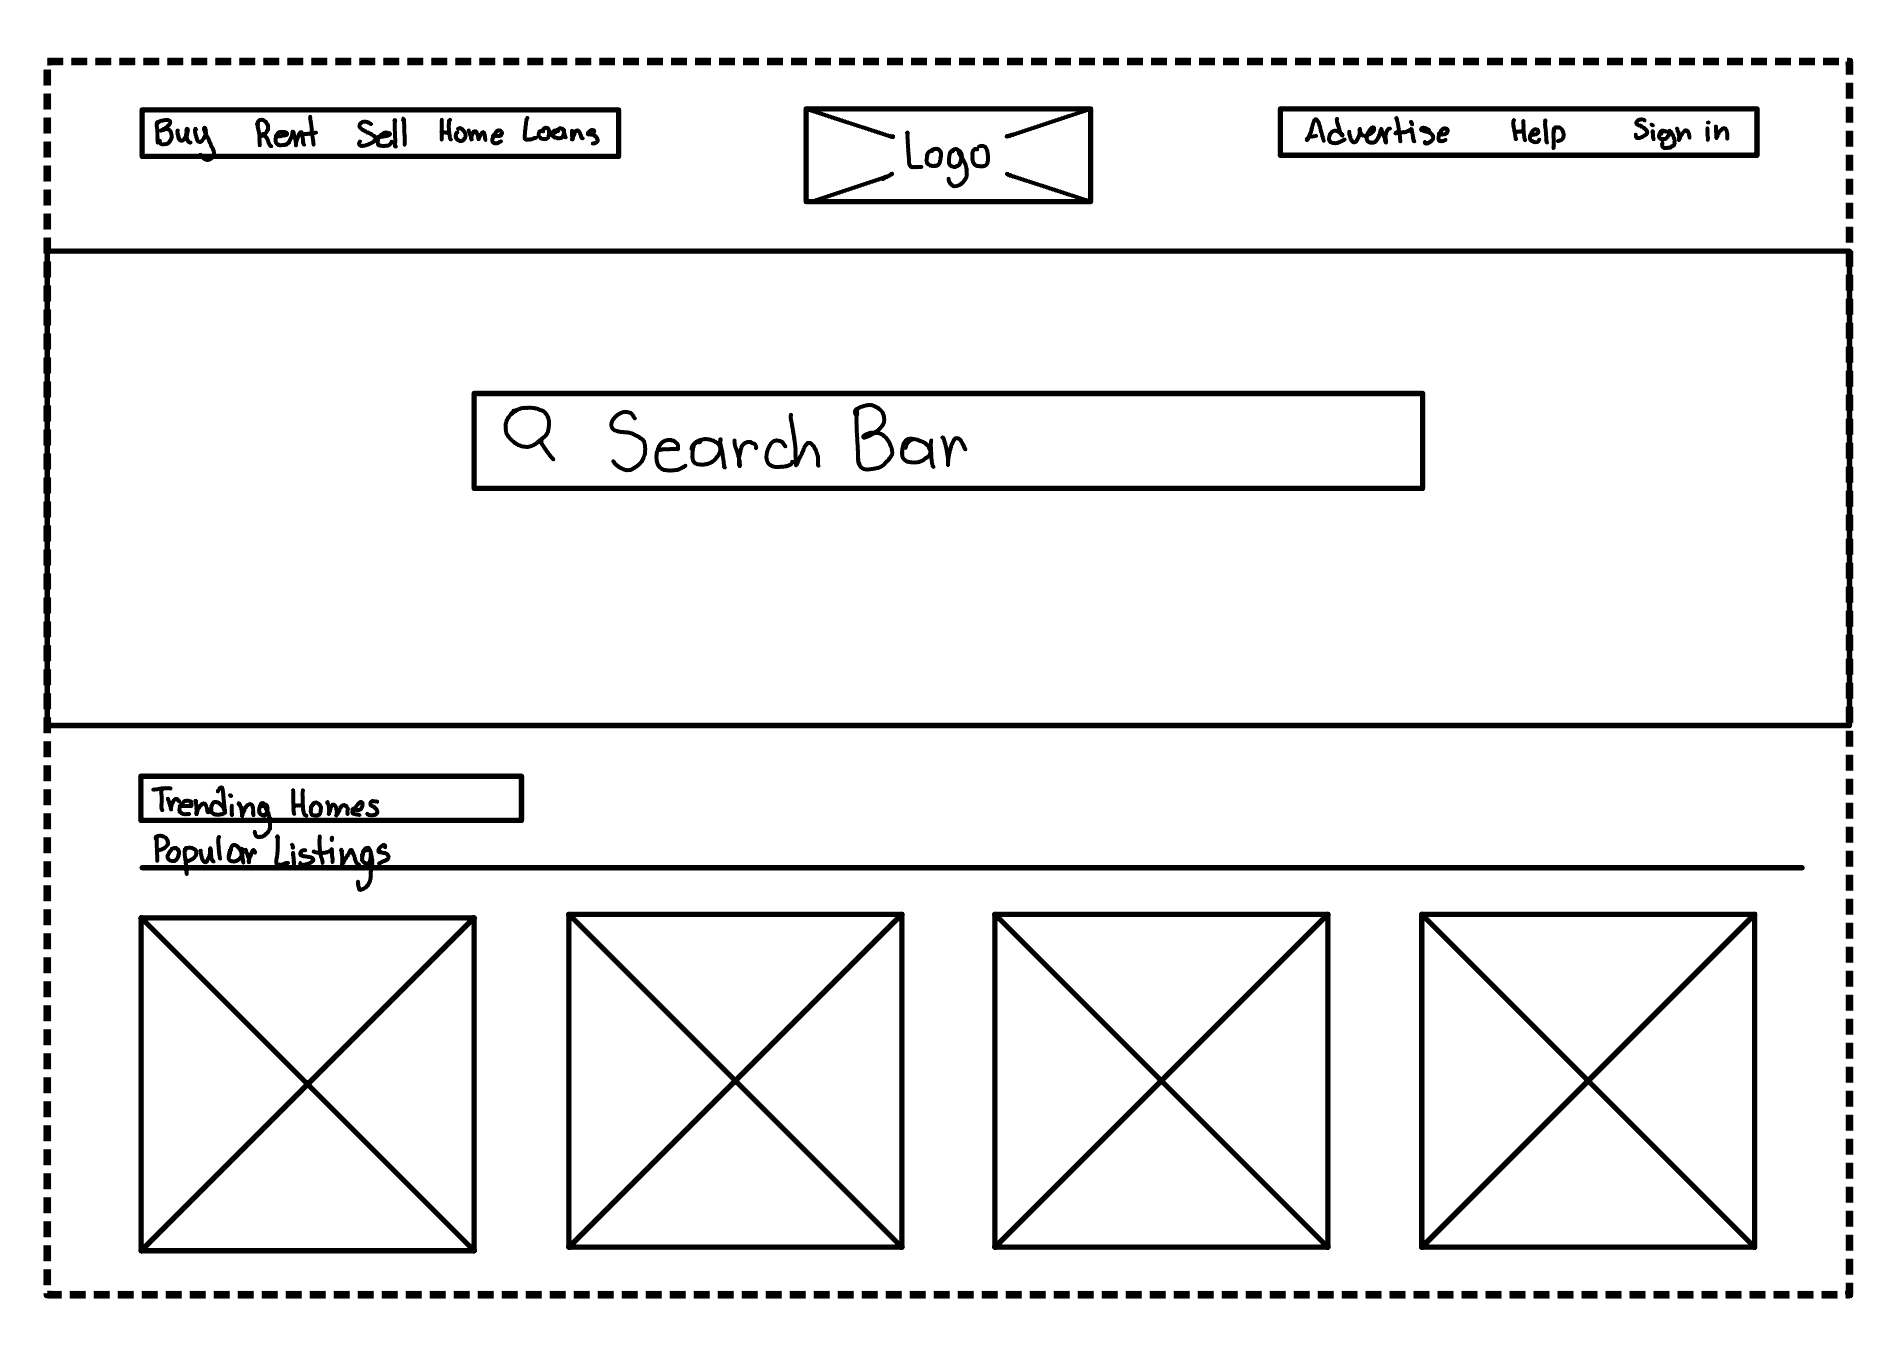 Buy Rent Sell Home Loans
Logo
Advertise Help Sign in
Search Bar
Trending Homes
Popular Listings